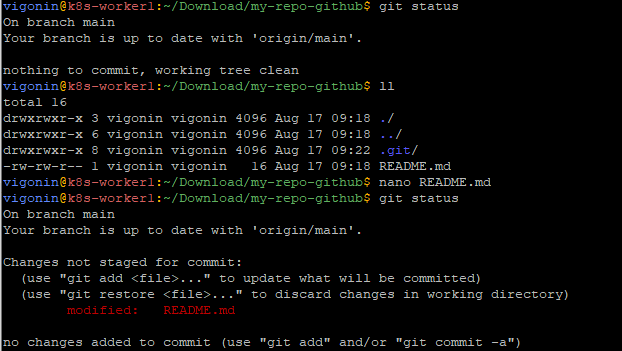 vigonin@k8s-worker1:~/Download/my-repo-github$ git status
On branch main
Your branch is up to date with 'origin/main'.
nothing to commit, working tree clean
vigonin@k8s-worker1:~/Download/my-repo-github$ ll
total 16
drwxrwxr-x 3 vigonin vigonin 4096 Aug 17 09:18 ./
drwxrwxr-x 6 vigonin vigonin 4096 Aug 17 09:18 ../
drwxrwxr-x 8 vigonin vigonin 4096 Aug 17 09:22 .git/
-rw-rw-r-- 1 vigonin vigonin   16 Aug 17 09:18 README.md
vigonin@k8s-worker1:~/Download/my-repo-github$ nano README.md
vigonin@k8s-worker1:~/Download/my-repo-github$ git status
On branch main
Your branch is up to date with 'origin/main'.
Changes not staged for commit:
  (use "git add <file>..." to update what will be committed)
  (use "git restore <file>..." to discard changes in working directory)
        modified:   README.md
no changes added to commit (use "git add" and/or "git commit -a")